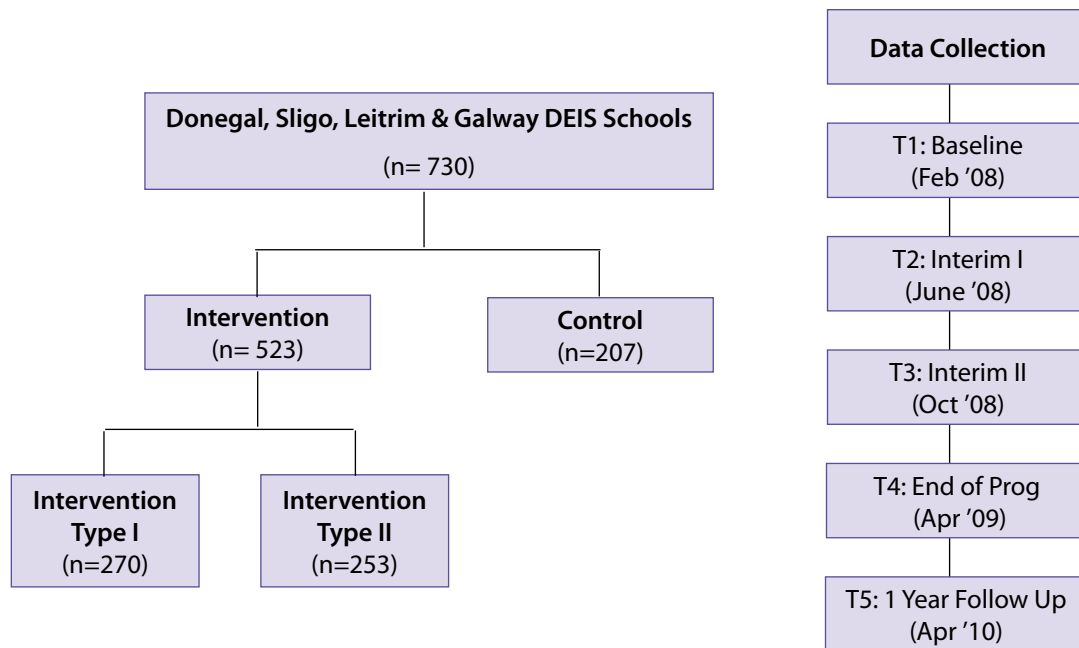 Donegal, Sligo, Leitrim & Galway DEIS Schools
(n= 730)
Intervention
(n= 523)
Control
(n=207)
Intervention
Type I
(n=270)
Intervention
Type II
(n=253)
Data Collection
T1: Baseline
(Feb ’08)
T2: Interim I
(June ’08)
T3: Interim II
(Oct ’08)
T4: End of Prog
(Apr ’09)
T5: 1 Year Follow Up
(Apr ’10)